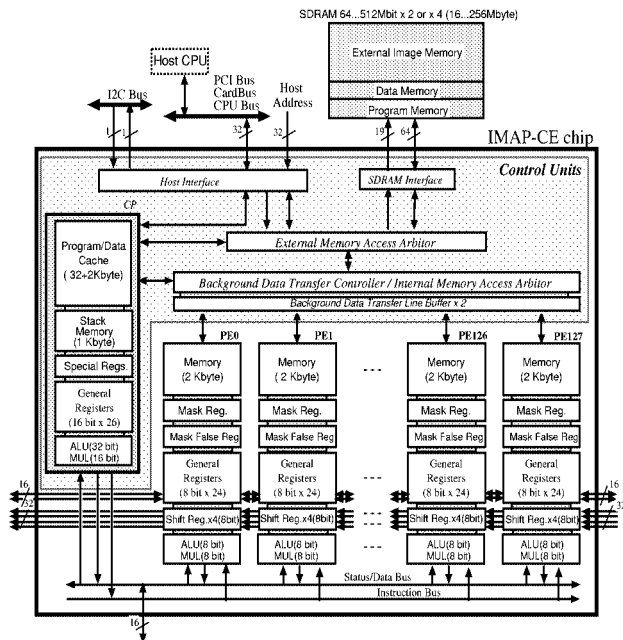 SDRAM 64...512Mbit x 2 or x 4 (16...256Mbyte)
External Image Memory
Data Memory
Program Memory
Host CPU
PCI Bus
CardBus
CPU Bus
Host
Address
I2C Bus
1
1
32
32
19
64
IMAP-CE chip
Control Units
Host Interface
SDRAM Interface
CP
External Memory Access Arbitor
Program/Data
Cache
( 32+2Kbyte)
Background Data Transfer Controller / Internal Memory Access Arbitor
Background Data Transfer Line Buffer x 2
Stack
Memory
(1 Kbyte)
Special Regs.
General
Registers
(16 bit x 26)
ALU(32 bit)
MUL(16 bit)
PE0
PE1
PE126
PE127
Memory
(2 Kbyte)
Memory
( 2 Kbyte)
- - -
Memory
(2 Kbyte)
Memory
(2 Kbyte)
Mask Reg.
Mask Reg.
Mask Reg.
Mask Reg.
Mask False Reg
Mask False Reg
- - -
Mask False Reg
Mask False Reg
General
Registers
(8 bit x 24)
General
Registers
(8 bit x 24)
General
Registers
(8 bit x 24)
General
Registers
(8 bit x 24)
16
16
32
32
Shift Reg.x4(8bit)
Shift Reg.x4(8bit)
Shift Reg.x4(8bit)
Shift Reg.x4(8bit)
ALU(8 bit)
MUL(8 bit)
ALU(8 bit)
MUL(8 bit)
- - -
ALU(8 bit)
MUL(8 bit)
ALU(8 bit)
MUL(8 bit)
Status/Data Bus
Instruction Bus
16